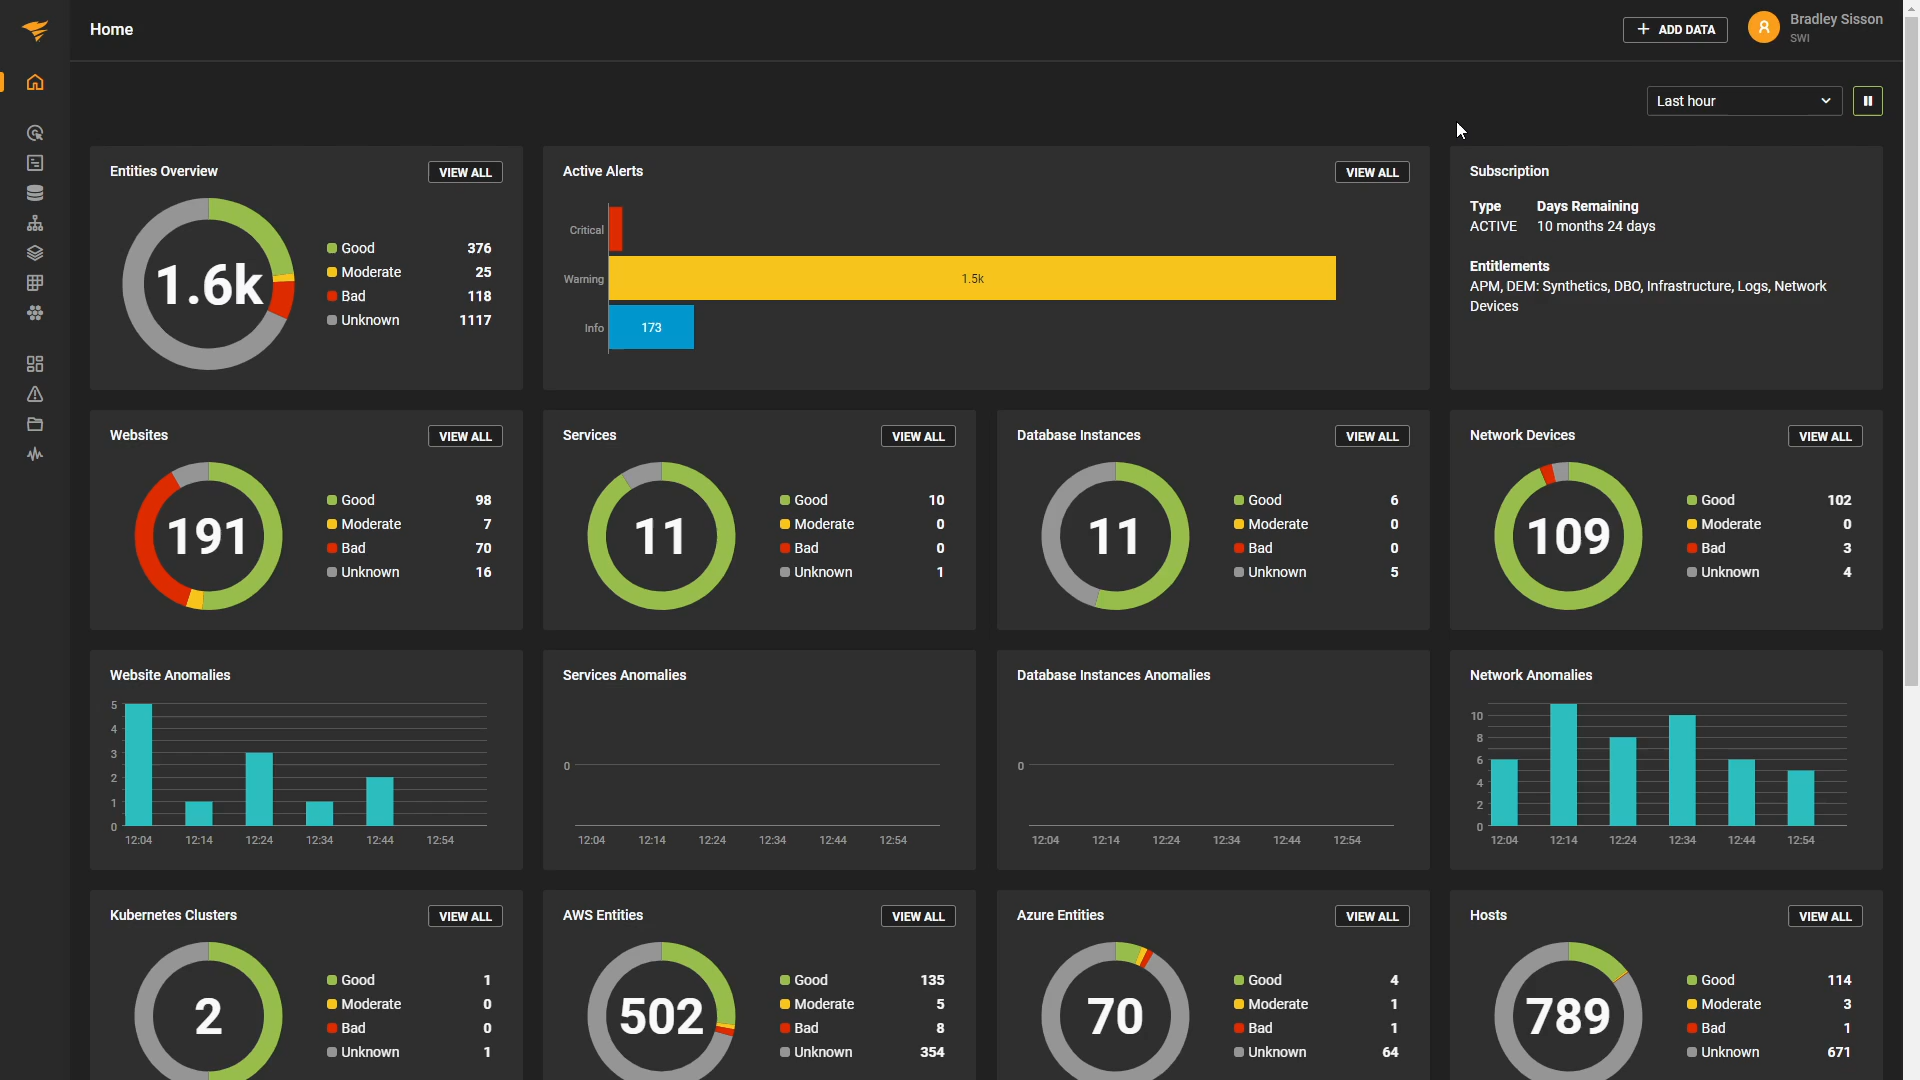 Home
ADD DATA
Bradley Sisson
SWI
Last hour
Entities Overview
VIEW ALL
1.6k
Good 376
Moderate 25
Bad 118
Unknown 1117
Active Alerts
VIEW ALL
Critical
Warning 1.5k
Info 173
Subscription
Type Days Remaining
ACTIVE 10 months 24 days
Entitlements
APM, DEM: Synthetics, DBO, Infrastructure, Logs, Network
Devices
Websites
VIEW ALL
191
Good 98
Moderate 7
Bad 70
Unknown 16
Services
VIEW ALL
11
Good 10
Moderate 0
Bad 0
Unknown 1
Database Instances
VIEW ALL
11
Good 6
Moderate 0
Bad 0
Unknown 5
Network Devices
VIEW ALL
109
Good 102
Moderate 0
Bad 3
Unknown 4
Website Anomalies
5
4
3
2
1
0
12:04 12:14 12:24 12:34 12:44 12:54
Services Anomalies
0
12:04 12:14 12:24 12:34 12:44 12:54
Database Instances Anomalies
0
12:04 12:14 12:24 12:34 12:44 12:54
Network Anomalies
10
8
6
4
2
0
12:04 12:14 12:24 12:34 12:44 12:54
Kubernetes Clusters
VIEW ALL
2
Good 1
Moderate 0
Bad 0
Unknown 1
AWS Entities
VIEW ALL
502
Good 135
Moderate 5
Bad 8
Unknown 354
Azure Entities
VIEW ALL
70
Good 4
Moderate 1
Bad 1
Unknown 64
Hosts
VIEW ALL
789
Good 114
Moderate 3
Bad 1
Unknown 671